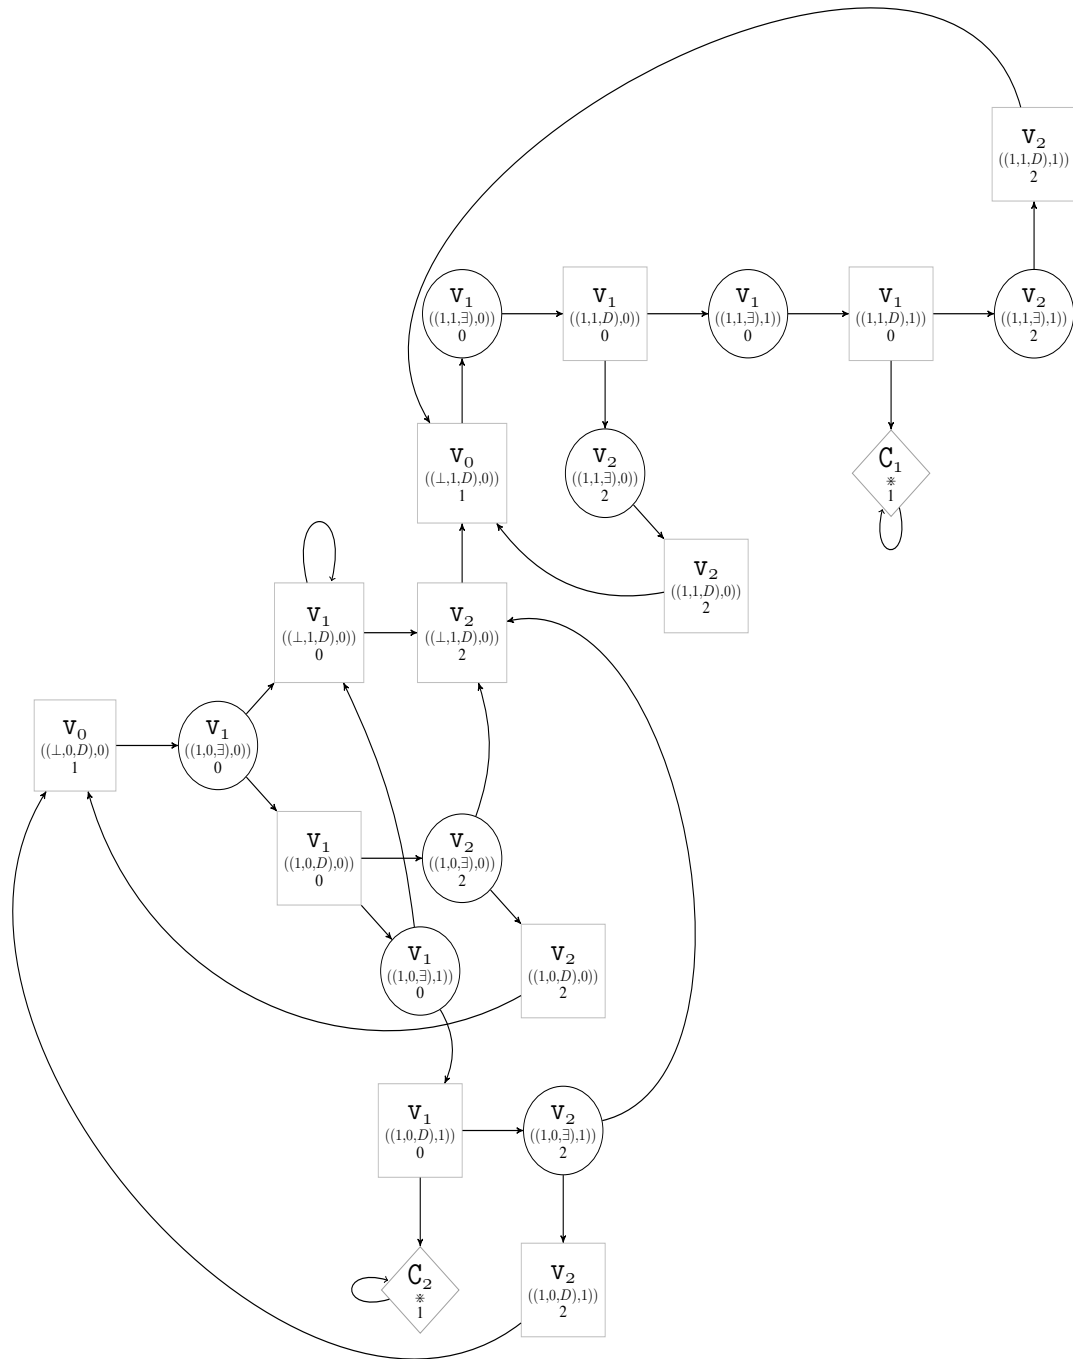 V₂
((1,1,D),1))
2
V₁
((1,1,∃),0))
0
V₁
((1,1,D),0))
0
V₁
((1,1,∃),1))
0
V₁
((1,1,D),1))
0
V₂
((1,1,∃),1))
2
V₀
((⊥,1,D),0))
1
V₂
((1,1,∃),0))
2
C₁
⋇
1
V₂
((1,1,D),0))
2
V₁
((⊥,1,D),0))
0
V₂
((⊥,1,D),0))
2
V₀
((⊥,0,D),0)
1
V₁
((1,0,∃),0))
0
V₁
((1,0,D),0))
0
V₂
((1,0,∃),0))
2
V₁
((1,0,∃),1))
0
V₂
((1,0,D),0))
2
V₁
((1,0,D),1))
0
V₂
((1,0,∃),1))
2
C₂
⋇
1
V₂
((1,0,D),1))
2